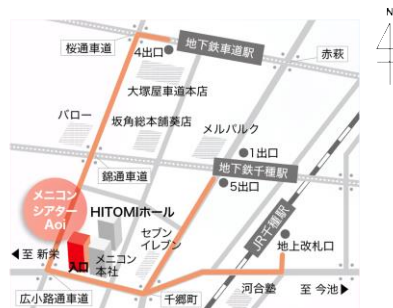 N
桜通車道
4出口
地下鉄車道駅
赤萩
大塚屋車道本店
バロー
坂角総本舗葵店
メルパルク
1出口
地下鉄千種駅
錦通車道
5出口
メニコン
シアター
Aoi
HITOMIホール
セブン
イレブン
JR千種駅
地上改札口
至 新栄
入口
メニコン
本社
広小路通車道
千郷町
河合塾
至 今池